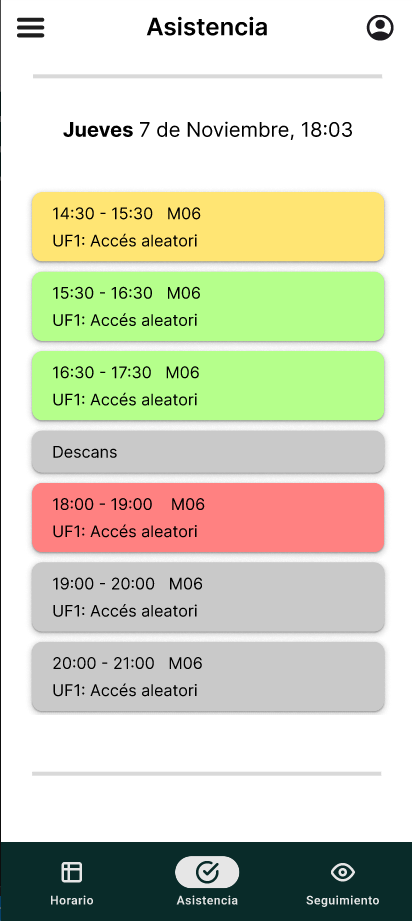 Asistencia
Jueves 7 de Noviembre, 18:03
14:30 - 15:30 M06
UF1: Accés aleatori
15:30 - 16:30 M06
UF1: Accés aleatori
16:30 - 17:30 M06
UF1: Accés aleatori
Descans
18:00 - 19:00 M06
UF1: Accés aleatori
19:00 - 20:00 M06
UF1: Accés aleatori
20:00 - 21:00 M06
UF1: Accés aleatori
Horario Asistencia Seguimiento